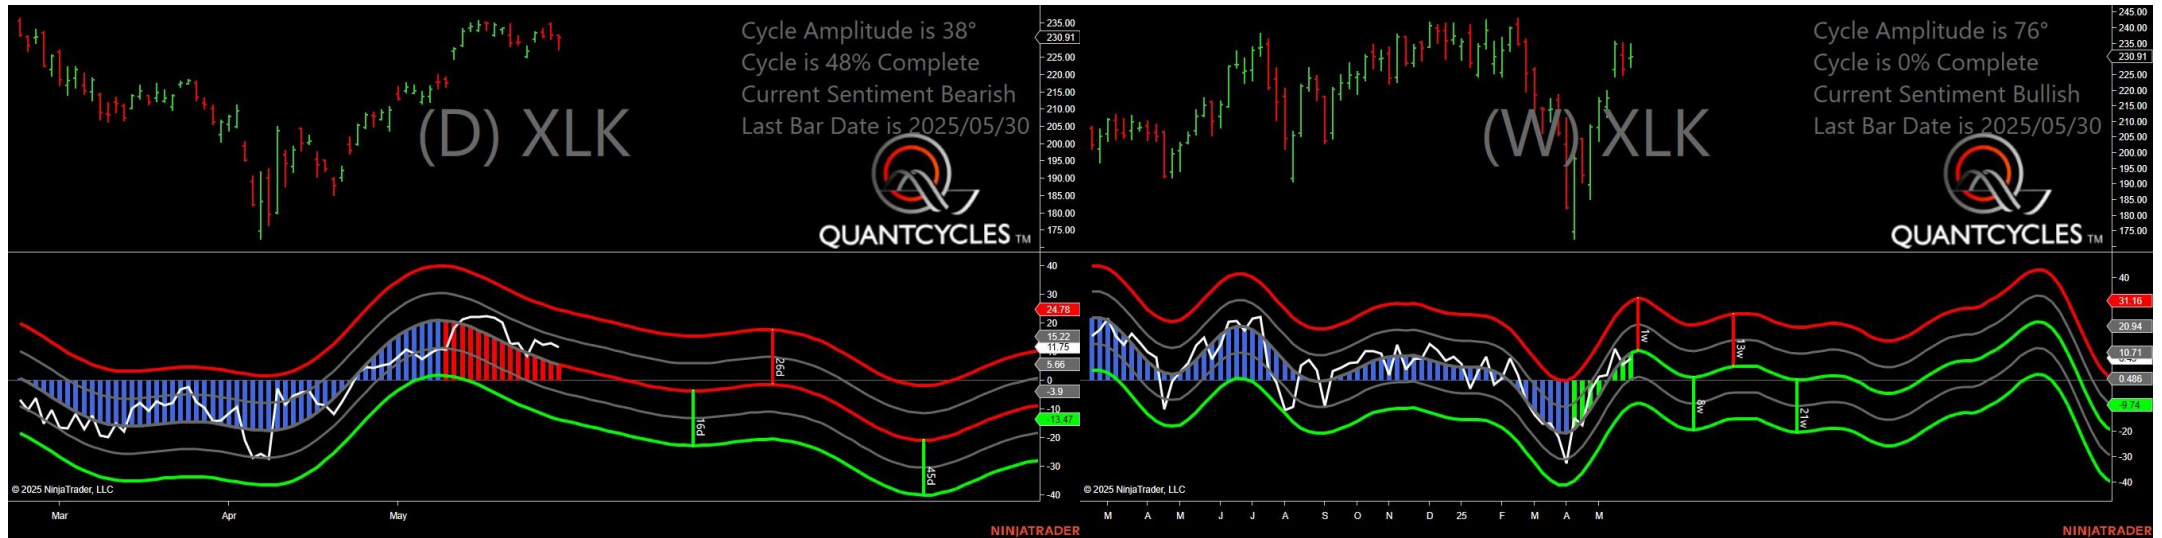 Cycle Amplitude is 38°
Cycle is 48% Complete
Current Sentiment Bearish
Last Bar Date is 2025/05/30
(D) XLK
QUANTCYCLES TM
235.00
230.91
225.00
220.00
215.00
210.00
205.00
200.00
195.00
190.00
185.00
180.00
175.00
40
30
24.78
20
15.22
11.75
5.66
0
-3.9
-10
-13.47
-20
-30
-40
26d
16d
45d
© 2025 NinjaTrader, LLC
Mar Apr May
NINJATRADER
Cycle Amplitude is 76°
Cycle is 0% Complete
Current Sentiment Bullish
Last Bar Date is 2025/05/30
(W) XLK
QUANTCYCLES TM
245.00
240.00
235.00
230.91
225.00
220.00
215.00
210.00
205.00
200.00
195.00
190.00
185.00
180.00
175.00
40
31.16
20.94
10.71
0.486
-9.74
-20
-30
-40
1w
13w
8w
21w
© 2025 NinjaTrader, LLC
M A M J J A S O N D 25 F M A M
NINJATRADER